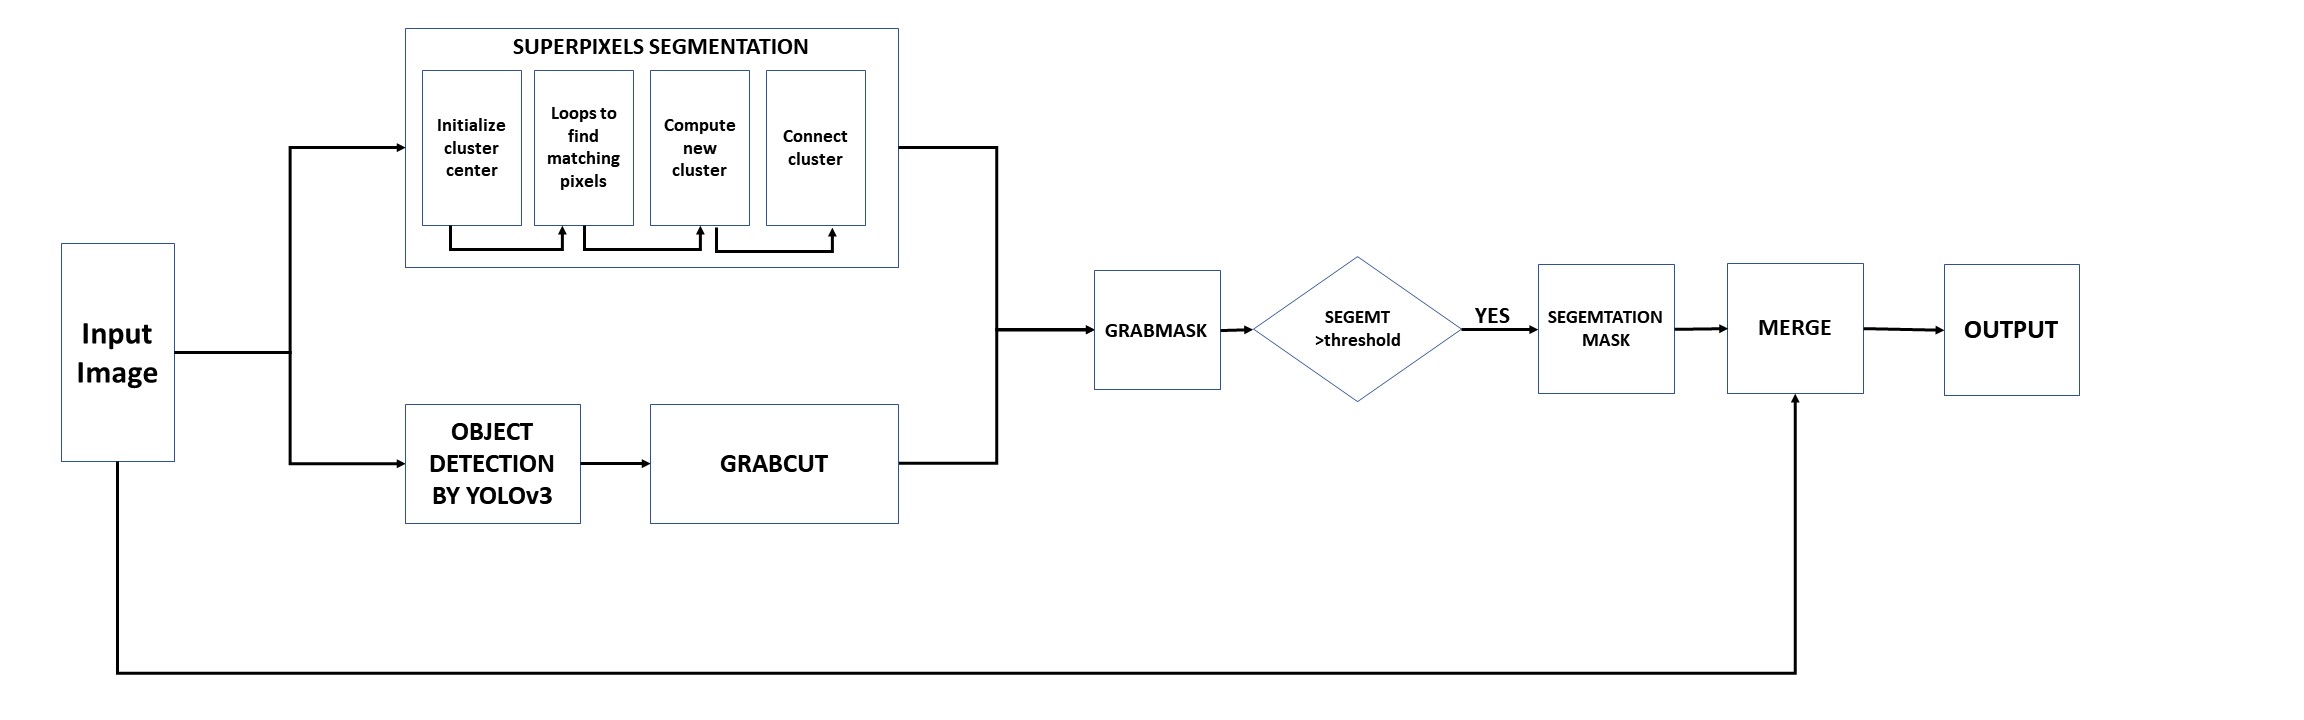 SUPERPIXELS SEGMENTATION
Initialize
cluster
center
Loops to
find
matching
pixels
Compute
new
cluster
Connect
cluster
Input
Image
OBJECT
DETECTION
BY YOLOv3
GRABCUT
GRABMASK
SEGEMT
>threshold
YES
SEGEMTATION
MASK
MERGE
OUTPUT